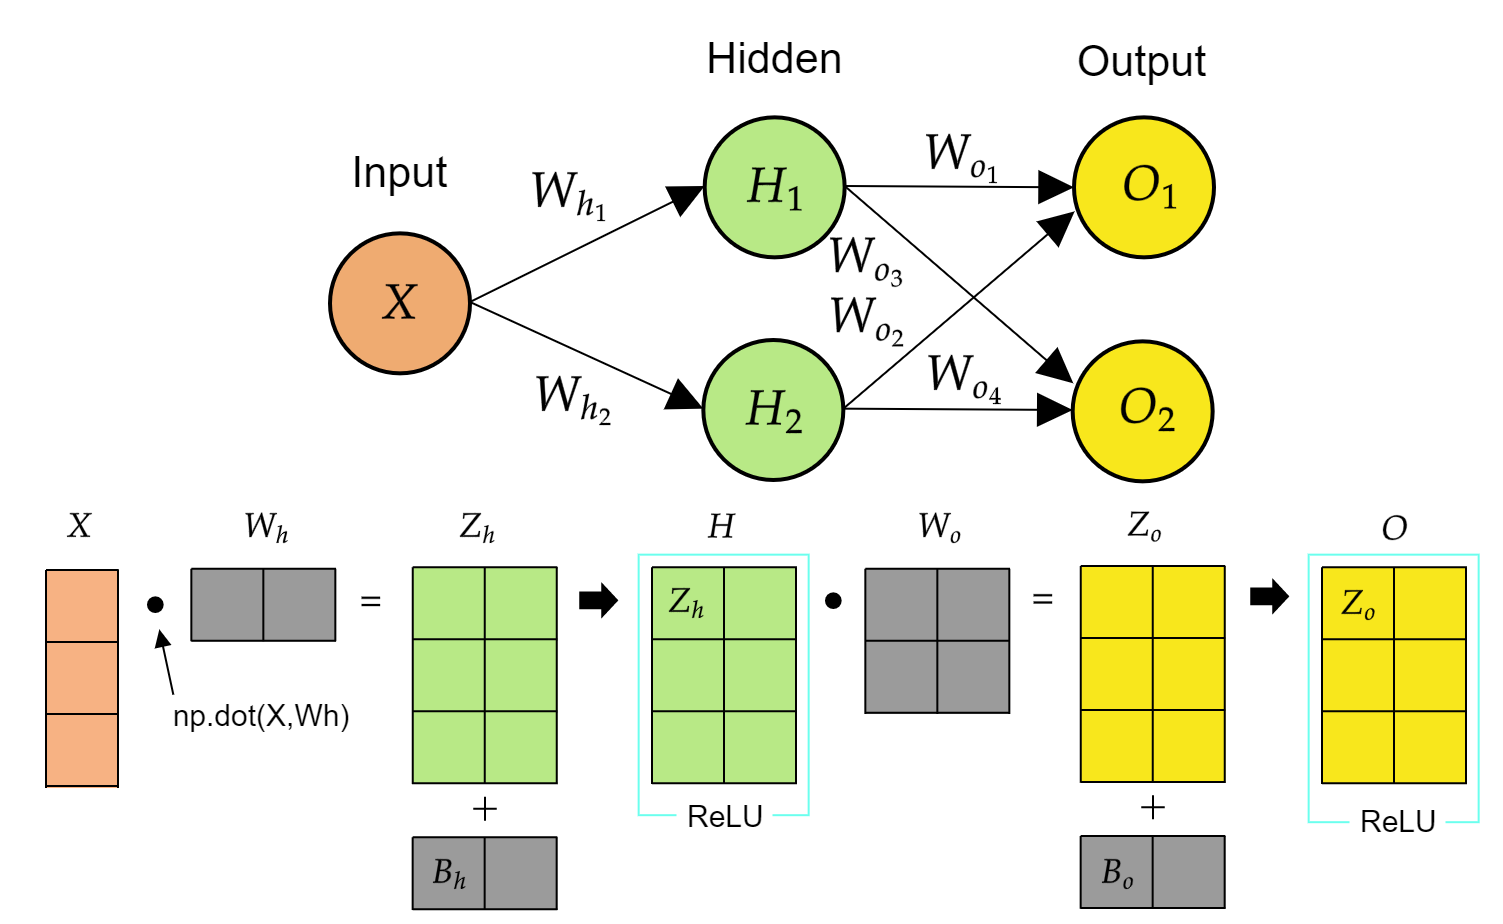 Hidden
Output
Input
W_{h_1}
W_{o_1}
H_1
O_1
X
W_{o_3}
W_{o_2}
W_{h_2}
W_{o_4}
H_2
O_2
X W_h Z_h H W_o Z_o O
• = Z_h • = Z_o
np.dot(X,Wh)
+ ReLU + ReLU
B_h B_o